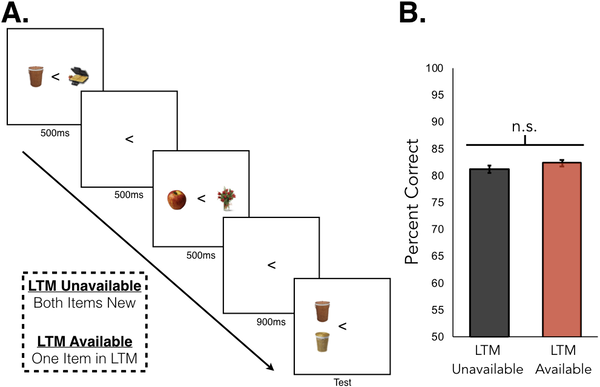 A.
<
500ms
<
500ms
<
500ms
<
900ms
<
Test
LTM Unavailable
Both Items New
LTM Available
One Item in LTM
B.
Percent Correct
100
95
90
85
80
75
70
65
60
55
50
n.s.
LTM Unavailable
LTM Available